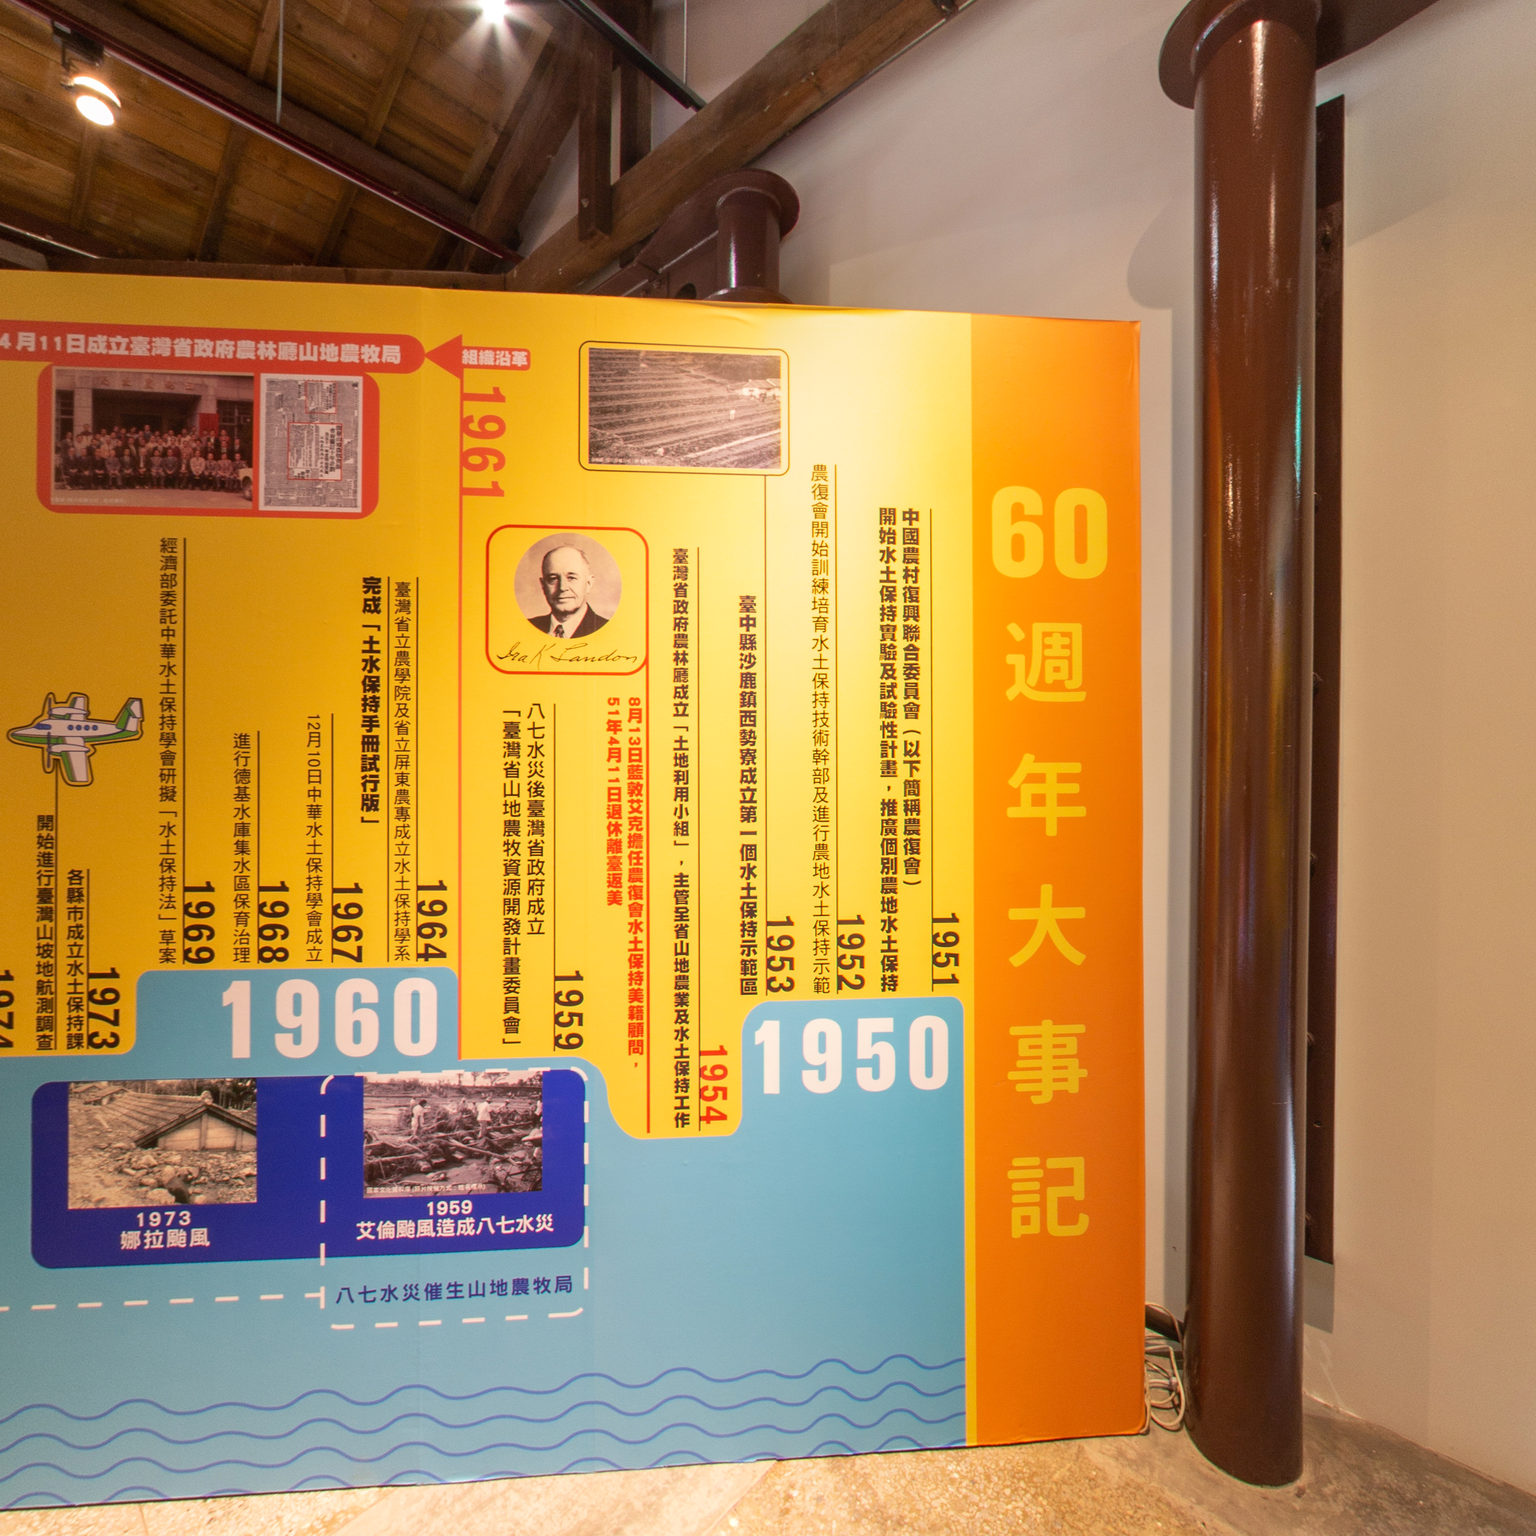 60週年大事記
1950
1951
中國農村復興聯合委員會（以下簡稱農復會）
開始水土保持實驗及試驗性計畫，推廣個別農地水土保持
1952
農復會開始訓練培育水土保持技術幹部及進行農地水土保持示範
1953
臺中縣沙鹿鎮西勢寮成立第一個水土保持示範區
1954
臺灣省政府農林廳成立「土地利用小組」，主管全省山地農業及水土保持工作
8月13日藍敦艾克擔任農復會水土保持美籍顧問，
51年4月11日退休離臺返美
Ira K Landon
1959
八七水災後臺灣省政府成立
「臺灣省山地農牧資源開發計畫委員會」
1960
組織沿革
1961
4月11日成立臺灣省政府農林廳山地農牧局
1964
臺灣省立農學院及省立屏東農專成立水土保持學系
完成「土水保持手冊試行版」
1967
12月10日中華水土保持學會成立
1968
進行德基水庫集水區保育治理
1969
經濟部委託中華水土保持學會研擬「水土保持法」草案
1973
各縣市成立水土保持課
開始進行臺灣山坡地航測調查
1974
1959
艾倫颱風造成八七水災
八七水災催生山地農牧局
1973
娜拉颱風